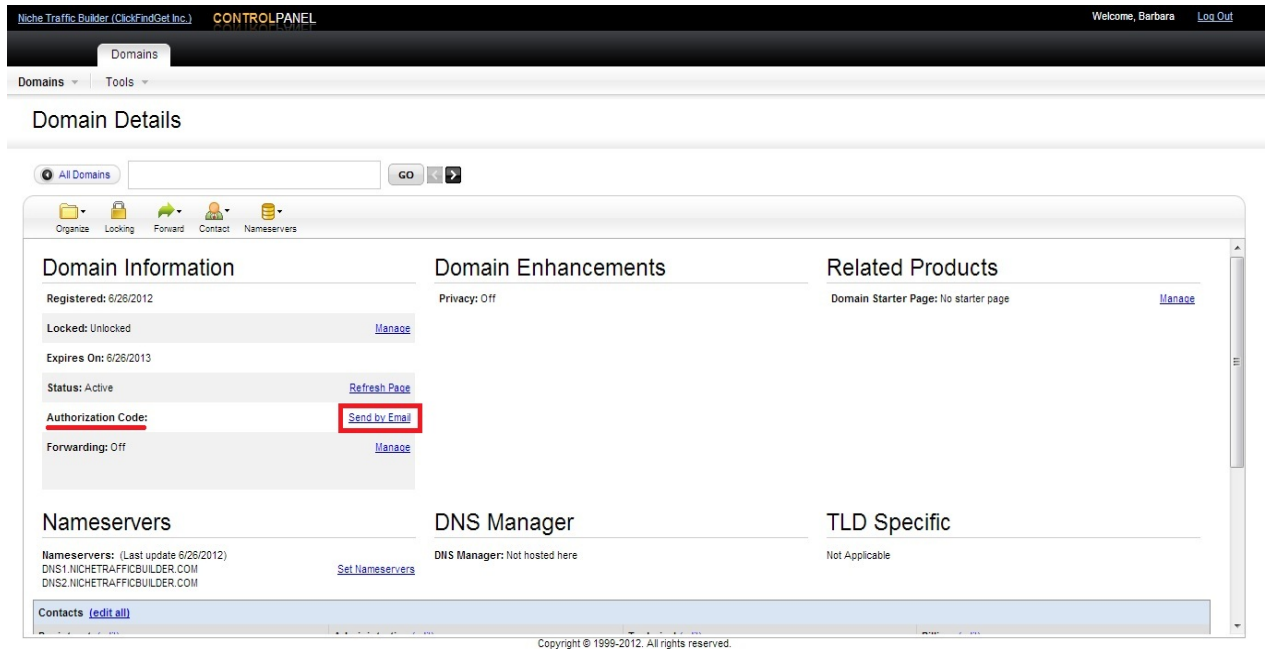 Niche Traffic Builder (ClickFindGet Inc.) CONTROLPANEL Welcome, Barbara Log Out
Domains
Domains Tools
Domain Details
All Domains GO
Organize Locking Forward Contact Nameservers
Domain Information
Registered: 6/26/2012
Locked: Unlocked Manage
Expires On: 6/26/2013
Status: Active Refresh Page
Authorization Code: Send by Email
Forwarding: Off Manage
Domain Enhancements
Privacy: Off
Related Products
Domain Starter Page: No starter page Manage
Nameservers
Nameservers: (Last update 6/26/2012)
DNS1.NICHETRAFFICBUILDER.COM Set Nameservers
DNS2.NICHETRAFFICBUILDER.COM
DNS Manager
DNS Manager: Not hosted here
TLD Specific
Not Applicable
Contacts (edit all)
Copyright © 1999-2012. All rights reserved.